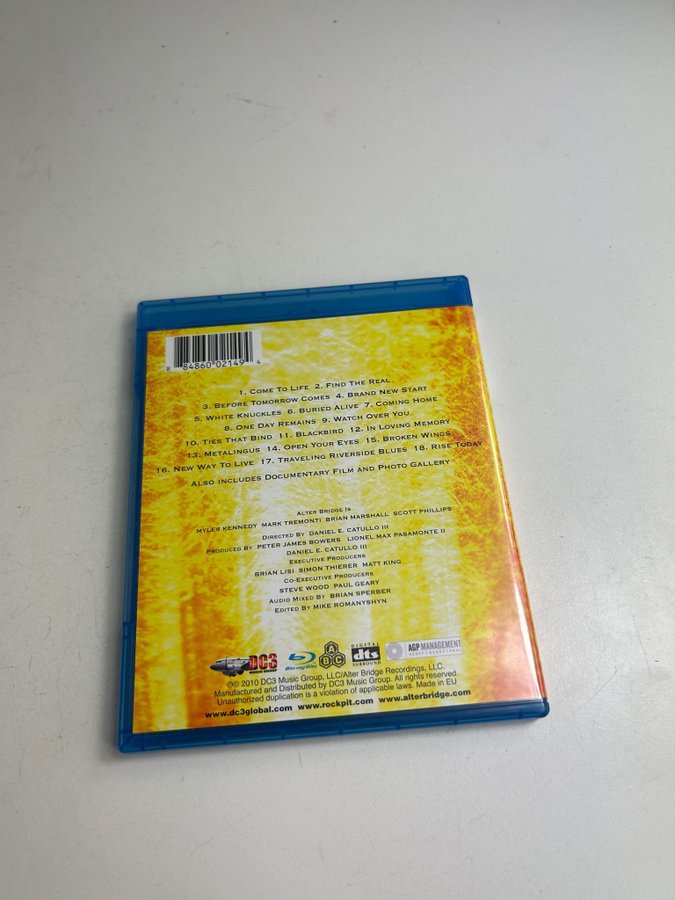 8 84860 02149 4
1. Come To Life 2. Find The Real
3. Before Tomorrow Comes 4. Brand New Start
5. White Knuckles 6. Buried Alive 7. Coming Home
8. One Day Remains 9. Watch Over You
10. Ties That Bind 11. Blackbird 12. In Loving Memory
13. Metalingus 14. Open Your Eyes 15. Broken Wings
16. New Way To Live 17. Traveling Riverside Blues 18. Rise Today
Also includes Documentary Film and Photo Gallery
Alter Bridge Is
Myles Kennedy Mark Tremonti Brian Marshall Scott Phillips
Directed By Daniel E. Catullo III
Produced By Peter James Bowers Lionel Max Pasamonte II
Daniel E. Catullo III
Executive Producers
Brian Lisi Simon Thierer Matt King
Co-Executive Producers
Steve Wood Paul Geary
Audio Mixed By Brian Sperber
Edited By Mike Romanyshyn
DC3 Blu-ray Disc A B C DIGITAL dts SURROUND AGP MANAGEMENT
℗© 2010 DC3 Music Group, LLC/Alter Bridge Recordings, LLC.
Manufactured and Distributed by DC3 Music Group. All rights reserved.
Unauthorized duplication is a violation of applicable laws. Made in EU
www.dc3global.com www.rockpit.com www.alterbridge.com